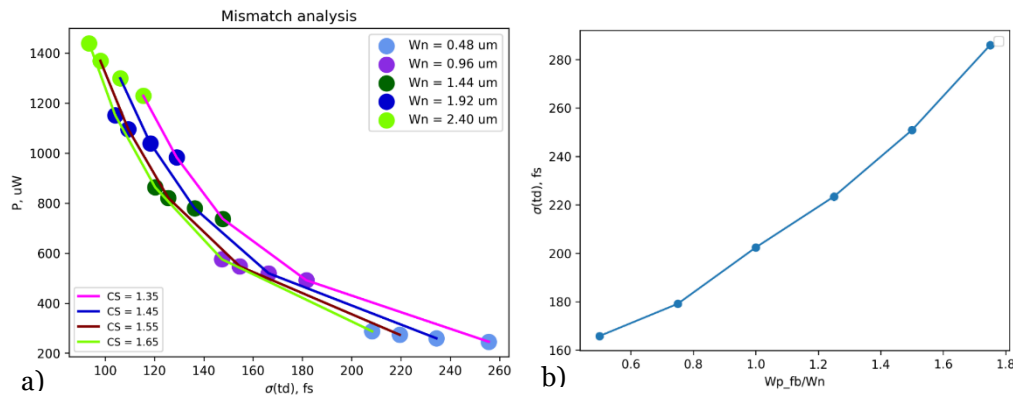 Mismatch analysis
1400
1200
1000
800
600
400
200
P, uW
Wn = 0.48 um
Wn = 0.96 um
Wn = 1.44 um
Wn = 1.92 um
Wn = 2.40 um
CS = 1.35
CS = 1.45
CS = 1.55
CS = 1.65
100 120 140 160 180 200 220 240 260
σ(td), fs
a)
280
260
240
220
200
180
160
σ(td), fs
0.6 0.8 1.0 1.2 1.4 1.6 1.8
Wp_fb/Wn
b)